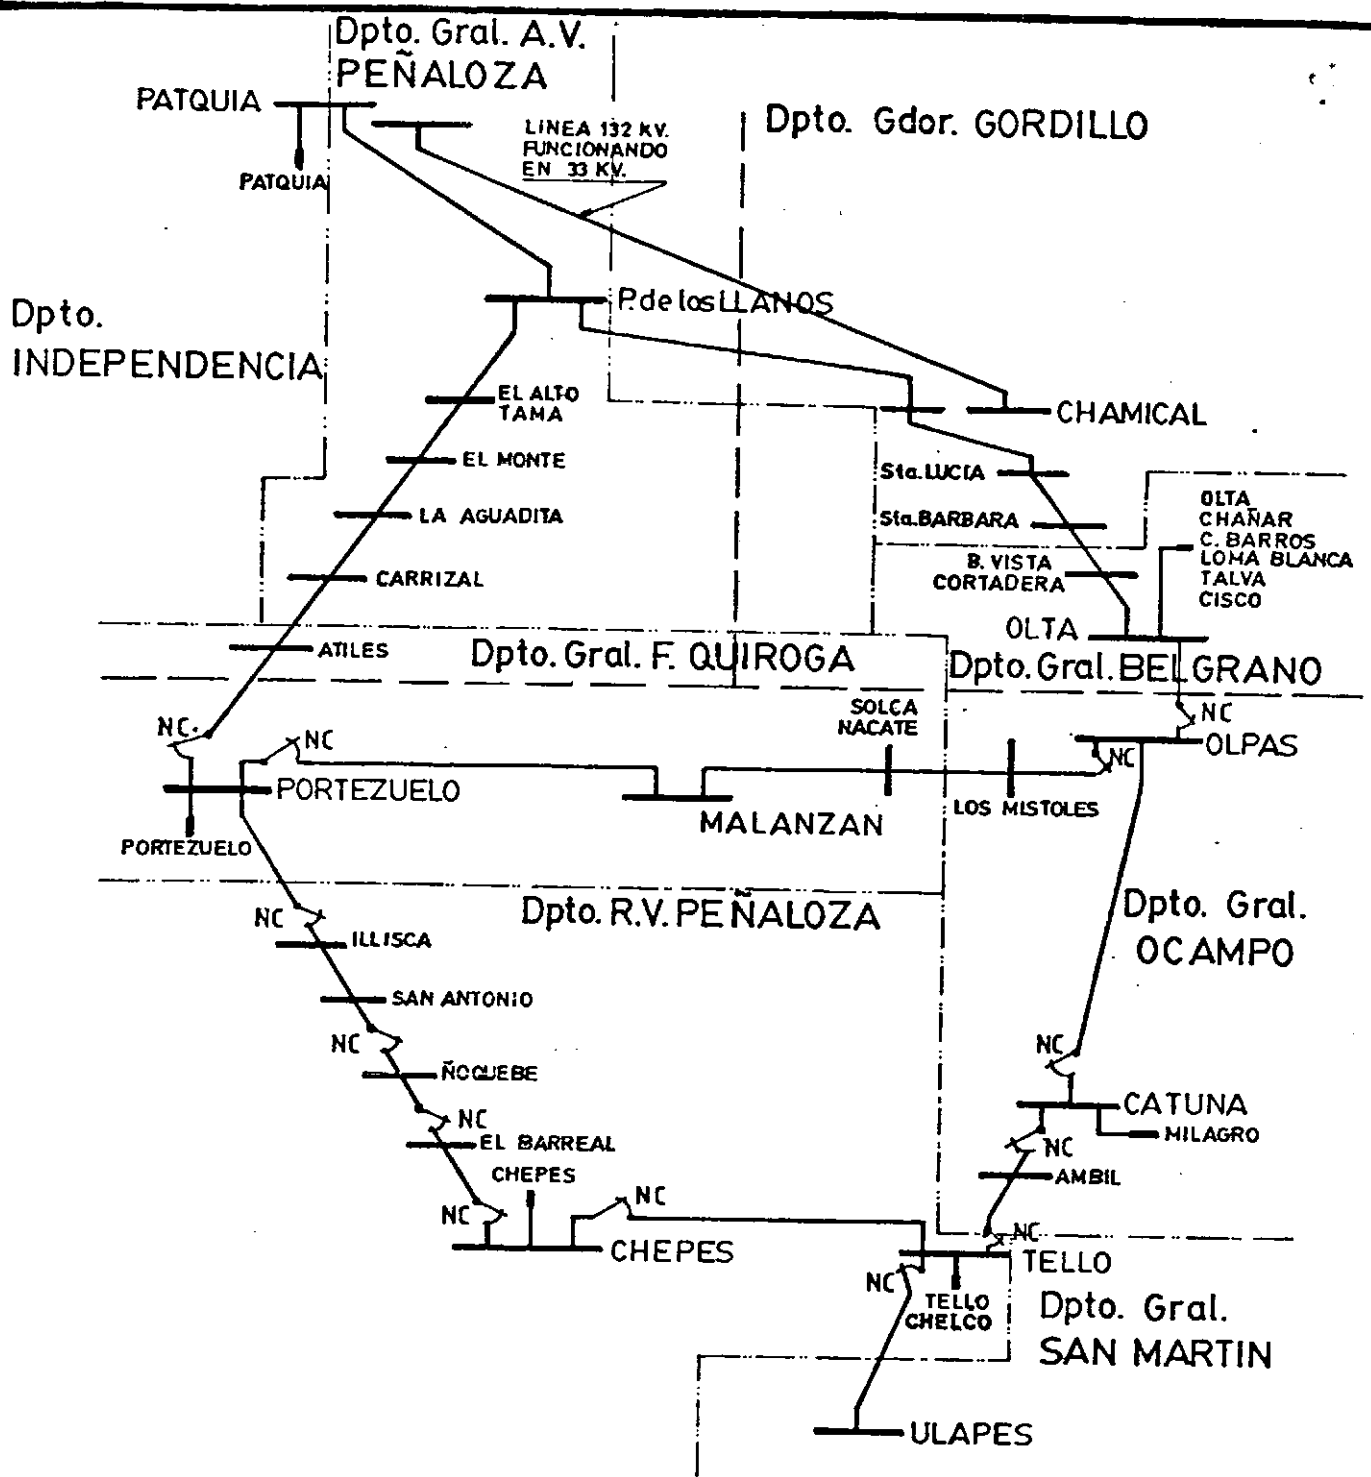 Dpto. Gral. A.V.
PEÑALOZA
PATQUIA
LINEA 132 KV.
FUNCIONANDO
EN 33 KV.
Dpto. Gdor. GORDILLO
PATQUIA
P. de los LLANOS
Dpto.
INDEPENDENCIA
EL ALTO
TAMA
CHAMICAL
EL MONTE
Sta. LUCIA
LA AGUADITA
Sta. BARBARA
OLTA
CHAÑAR
C. BARROS
LOMA BLANCA
TALVA
CISCO
CARRIZAL
B. VISTA
CORTADERA
OLTA
ATILES
Dpto. Gral. F. QUIROGA
Dpto. Gral. BELGRANO
SOLCA
NACATE
NC
NC.
NC
OLPAS
NC
PORTEZUELO
LOS MISTOLES
MALANZAN
PORTEZUELO
Dpto. R.V. PEÑALOZA
Dpto. Gral.
OCAMPO
NC
ILLISCA
SAN ANTONIO
NC
NC
ÑOQUEBE
CATUNA
NC
MILAGRO
EL BARREAL
NC
CHEPES
AMBIL
NC
NC
NC
CHEPES
TELLO
NC
TELLO
CHELCO
Dpto. Gral.
SAN MARTIN
ULAPES